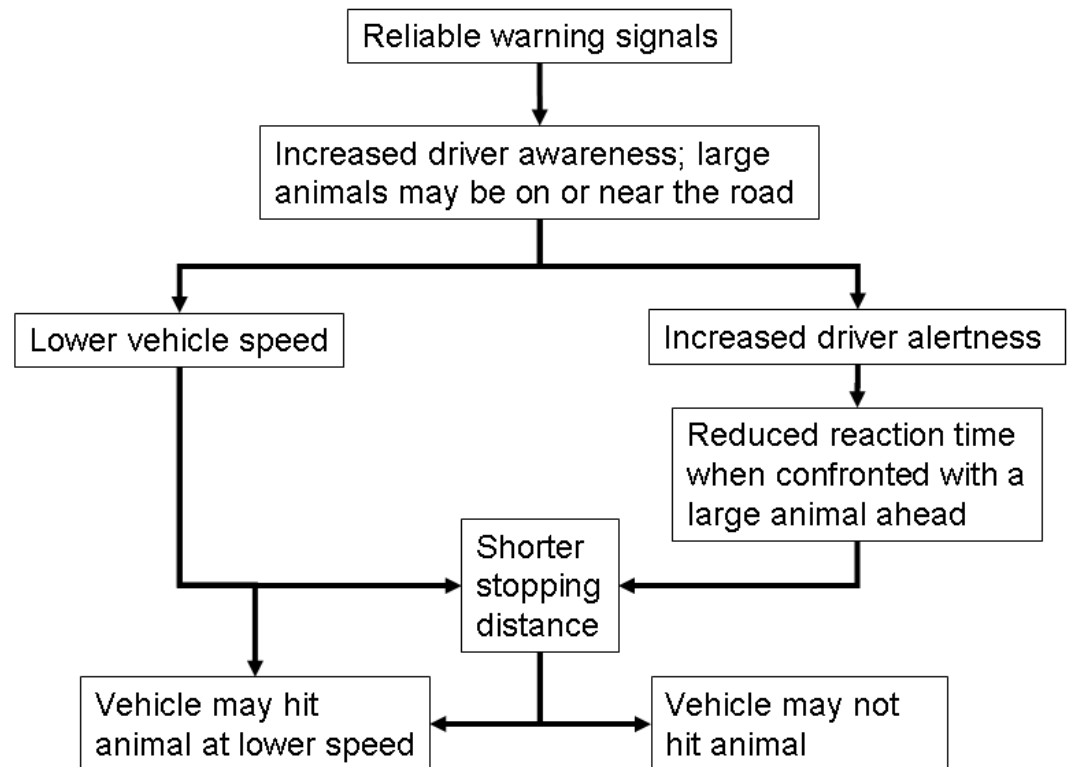 Reliable warning signals
Increased driver awareness; large
animals may be on or near the road
Lower vehicle speed
Increased driver alertness
Reduced reaction time
when confronted with a
large animal ahead
Shorter
stopping
distance
Vehicle may hit
animal at lower speed
Vehicle may not
hit animal